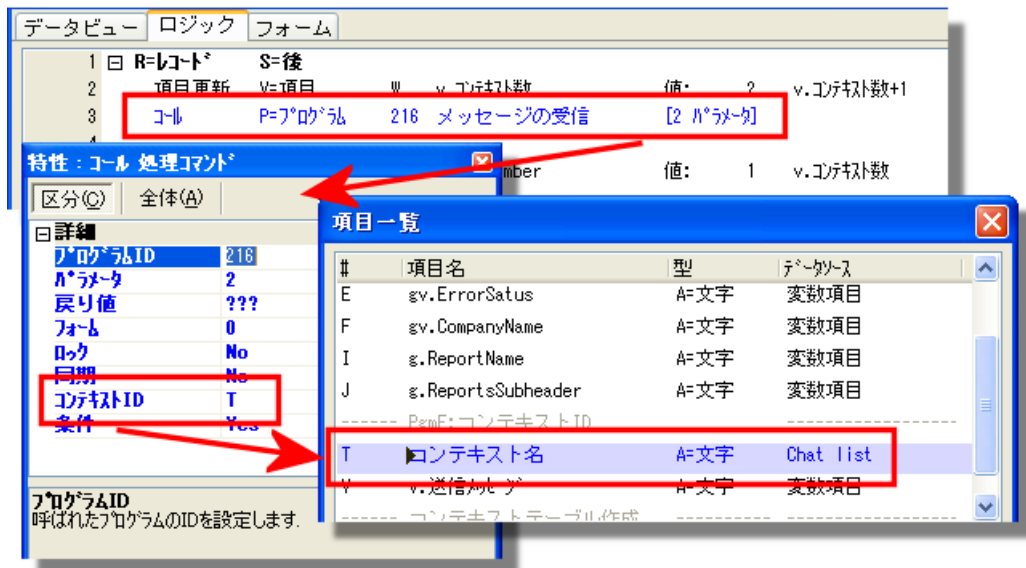 データビュー ロジック フォーム
1 R=ﾚｺｰﾄﾞ S=後
2 項目更新 V=項目 W v.ｺﾝﾃｷｽﾄ数 値: 2 v.ｺﾝﾃｷｽﾄ数+1
3 ｺｰﾙ P=ﾌﾟﾛｸﾞﾗﾑ 216 メッセージの受信 [2 ﾊﾟﾗﾒｰﾀ]
4
mber 値: 1 v.ｺﾝﾃｷｽﾄ数
特性：ｺｰﾙ 処理ｺﾏﾝﾄﾞ
区分(C) 全体(A)
詳細
ﾌﾟﾛｸﾞﾗﾑID 216
ﾊﾟﾗﾒｰﾀ 2
戻り値 ???
ﾌｫｰﾑ 0
ﾛｯｸ No
同期 No
ｺﾝﾃｷｽﾄID T
条件 Yes
ﾌﾟﾛｸﾞﾗﾑID
呼ばれたﾌﾟﾛｸﾞﾗﾑのIDを設定します.
項目一覧
# 項目名 型 ﾃﾞｰﾀｿｰｽ
E gv.ErrorSatus A=文字 変数項目
F gv.CompanyName A=文字 変数項目
I g.ReportName A=文字 変数項目
J g.ReportsSubheader A=文字 変数項目
------ PgmF:コンテキストID ------------------
T コンテキスト名 A=文字 Chat list
V v.送信ﾒｯｾｰｼﾞ A=文字 変数項目
------ コンテキストテーブル作成 ---------- ------------------